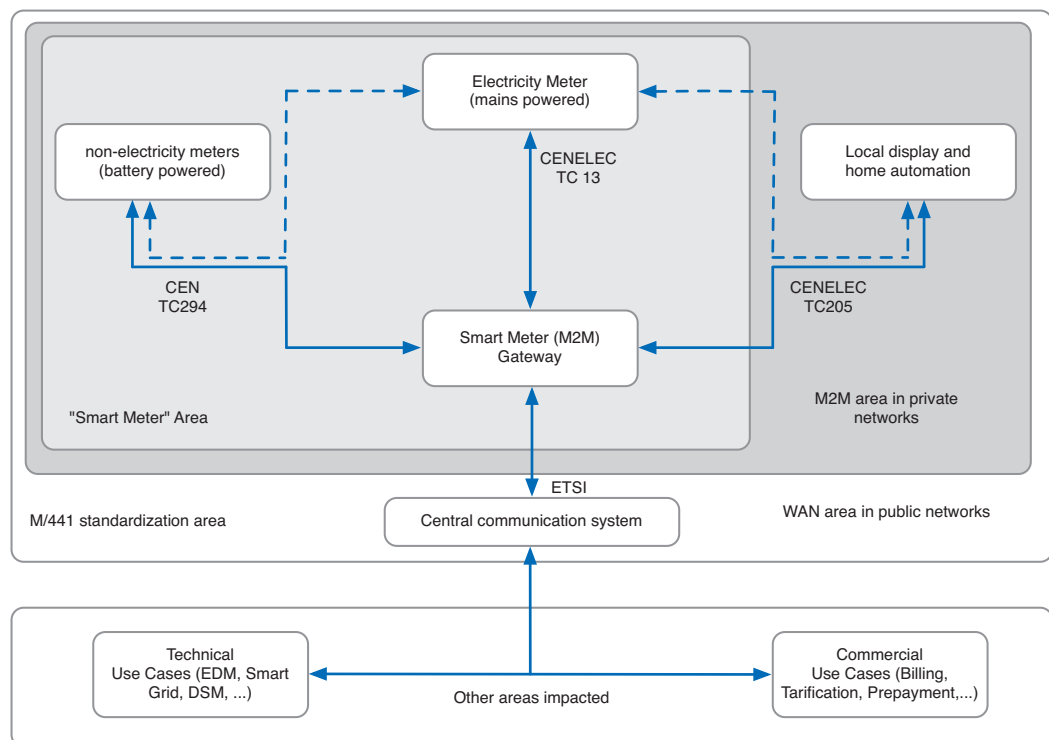 Electricity Meter
(mains powered)
non-electricity meters
(battery powered)
Local display and
home automation
CENELEC
TC 13
CEN
TC294
CENELEC
TC205
Smart Meter (M2M)
Gateway
"Smart Meter" Area
M2M area in private
networks
ETSI
M/441 standardization area
Central communication system
WAN area in public networks
Technical
Use Cases (EDM, Smart
Grid, DSM, ...)
Commercial
Use Cases (Billing,
Tarification, Prepayment,...)
Other areas impacted